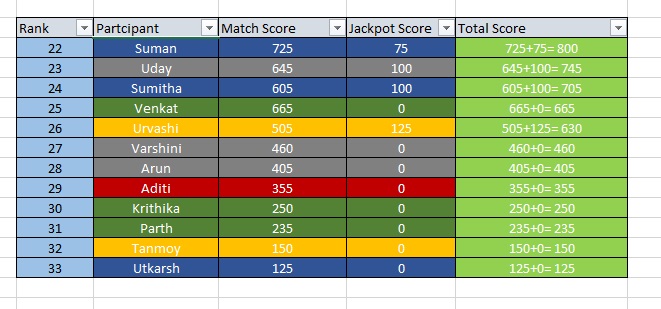 Rank Partcipant Match Score Jackpot Score Total Score
22 Suman 725 75 725+75= 800
23 Uday 645 100 645+100= 745
24 Sumitha 605 100 605+100= 705
25 Venkat 665 0 665+0= 665
26 Urvashi 505 125 505+125= 630
27 Varshini 460 0 460+0= 460
28 Arun 405 0 405+0= 405
29 Aditi 355 0 355+0= 355
30 Krithika 250 0 250+0= 250
31 Parth 235 0 235+0= 235
32 Tanmoy 150 0 150+0= 150
33 Utkarsh 125 0 125+0= 125